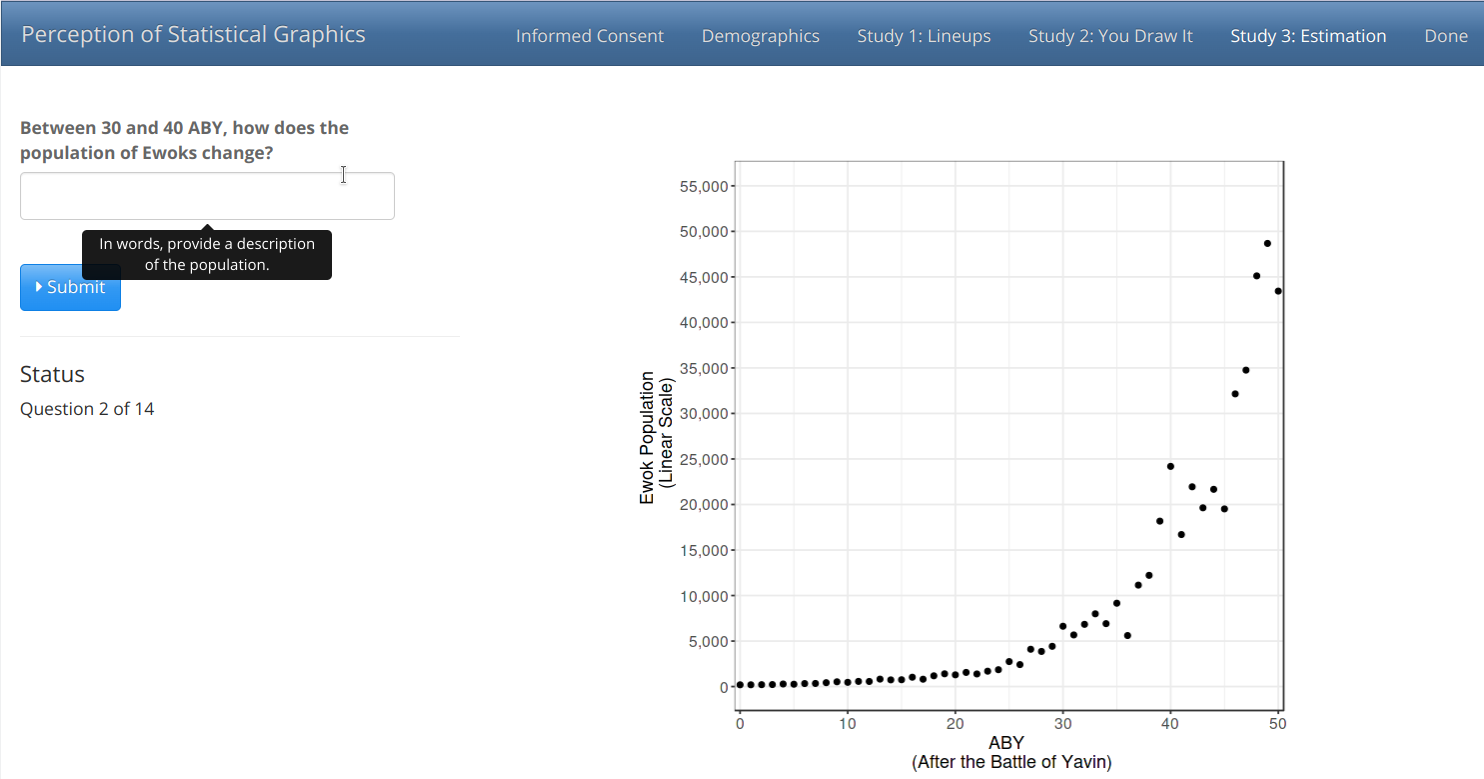 Perception of Statistical Graphics
Informed Consent
Demographics
Study 1: Lineups
Study 2: You Draw It
Study 3: Estimation
Done
Between 30 and 40 ABY, how does the
population of Ewoks change?
In words, provide a description
of the population.
Submit
Status
Question 2 of 14
Ewok Population
(Linear Scale)
55,000
50,000
45,000
40,000
35,000
30,000
25,000
20,000
15,000
10,000
5,000
0
0 10 20 30 40 50
ABY
(After the Battle of Yavin)